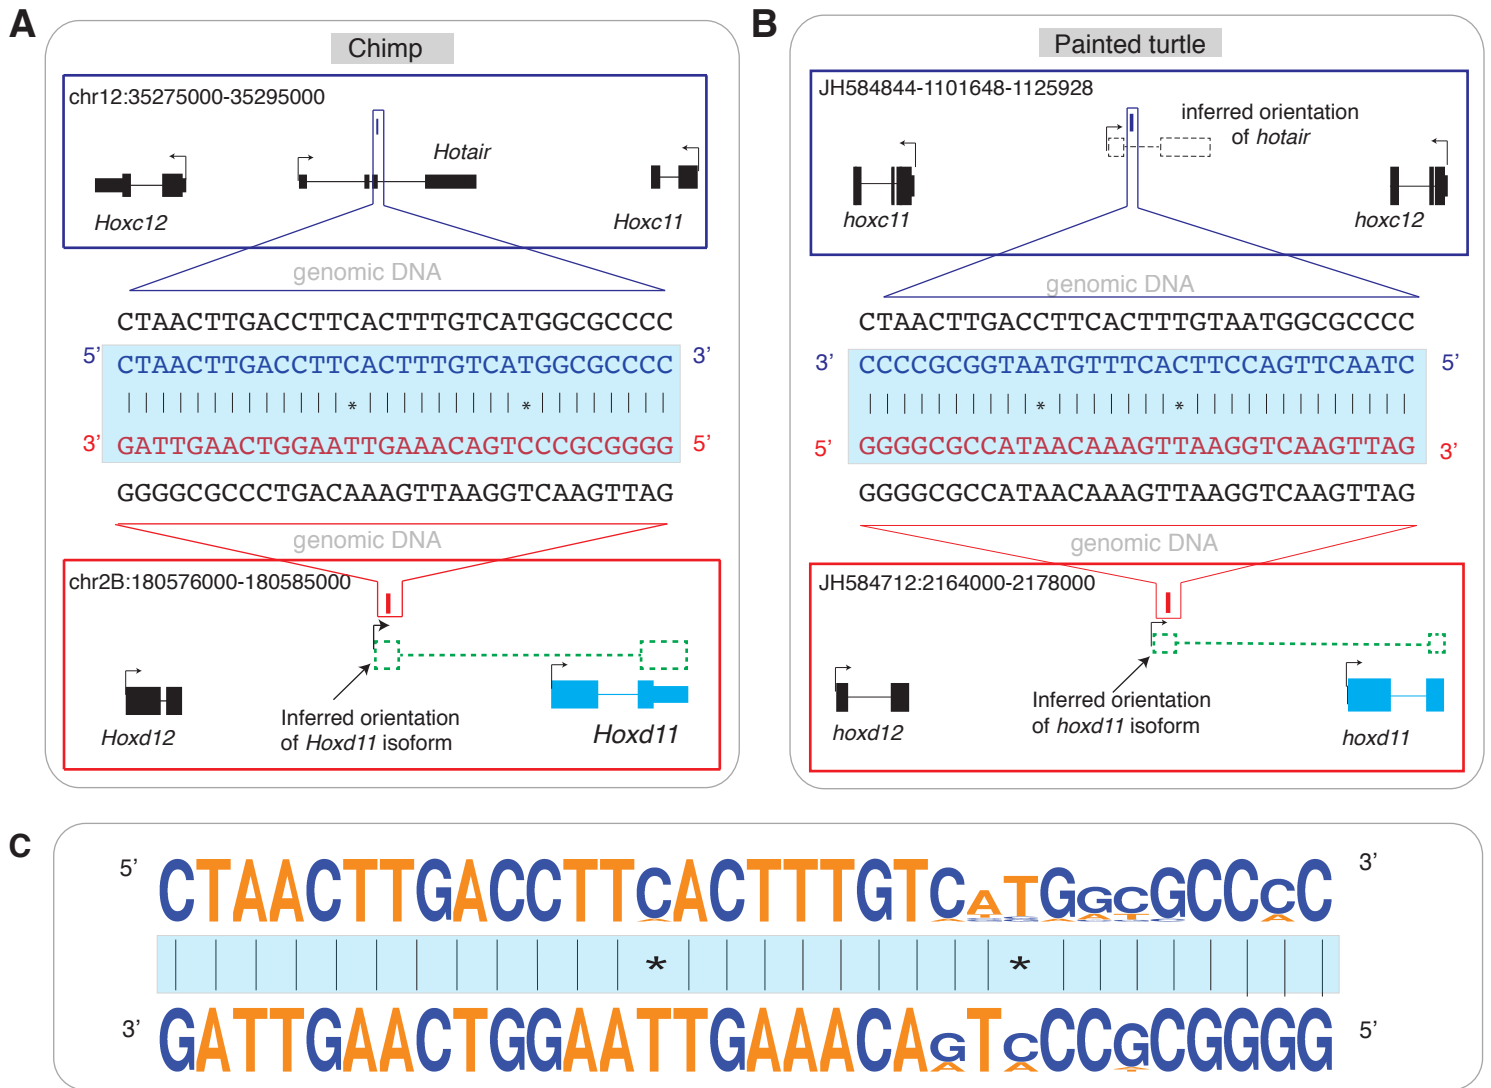 A
Chimp
chr12:35275000-35295000
Hotair
Hoxc12
Hoxc11
genomic DNA
CTAACTTGACCTTCACTTTGTCATGGCGCCCC
5’ CTAACTTGACCTTCACTTTGTCATGGCGCCCC 3’
* *
3’ GATTGAACTGGAATTGAAACAGTCCCGCGGGG 5’
GGGGCGCCCTGACAAAGTTAAGGTCAAGTTAG
genomic DNA
chr2B:180576000-180585000
Inferred orientation
of Hoxd11 isoform
Hoxd12
Hoxd11
B
Painted turtle
JH584844-1101648-1125928
inferred orientation
of hotair
hoxc11
hoxc12
genomic DNA
CTAACTTGACCTTCACTTTGTAATGGCGCCCC
3’ CCCCGCGGTAATGTTTCACTTCCAGTTCAATC 5’
* *
5’ GGGGCGCCATAACAAAGTTAAGGTCAAGTTAG 3’
GGGGCGCCATAACAAAGTTAAGGTCAAGTTAG
genomic DNA
JH584712:2164000-2178000
Inferred orientation
of hoxd11 isoform
hoxd12
hoxd11
C
5’ CTAACTTGACCTTCACTTTGTCATGGCGCCCC 3’
* *
3’ GATTGAACTGGAATTGAAACAGTCCCGCGGGG 5’